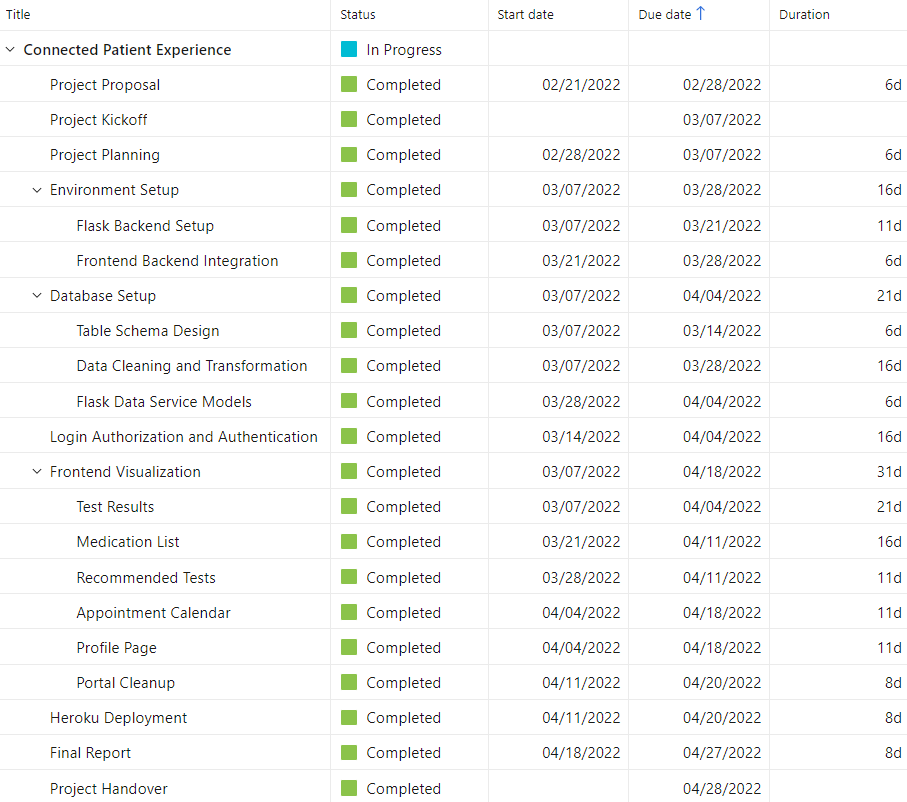 Title Status Start date Due date Duration
Connected Patient Experience In Progress
Project Proposal Completed 02/21/2022 02/28/2022 6d
Project Kickoff Completed 03/07/2022
Project Planning Completed 02/28/2022 03/07/2022 6d
Environment Setup Completed 03/07/2022 03/28/2022 16d
Flask Backend Setup Completed 03/07/2022 03/21/2022 11d
Frontend Backend Integration Completed 03/21/2022 03/28/2022 6d
Database Setup Completed 03/07/2022 04/04/2022 21d
Table Schema Design Completed 03/07/2022 03/14/2022 6d
Data Cleaning and Transformation Completed 03/07/2022 03/28/2022 16d
Flask Data Service Models Completed 03/28/2022 04/04/2022 6d
Login Authorization and Authentication Completed 03/14/2022 04/04/2022 16d
Frontend Visualization Completed 03/07/2022 04/18/2022 31d
Test Results Completed 03/07/2022 04/04/2022 21d
Medication List Completed 03/21/2022 04/11/2022 16d
Recommended Tests Completed 03/28/2022 04/11/2022 11d
Appointment Calendar Completed 04/04/2022 04/18/2022 11d
Profile Page Completed 04/04/2022 04/18/2022 11d
Portal Cleanup Completed 04/11/2022 04/20/2022 8d
Heroku Deployment Completed 04/11/2022 04/20/2022 8d
Final Report Completed 04/18/2022 04/27/2022 8d
Project Handover Completed 04/28/2022